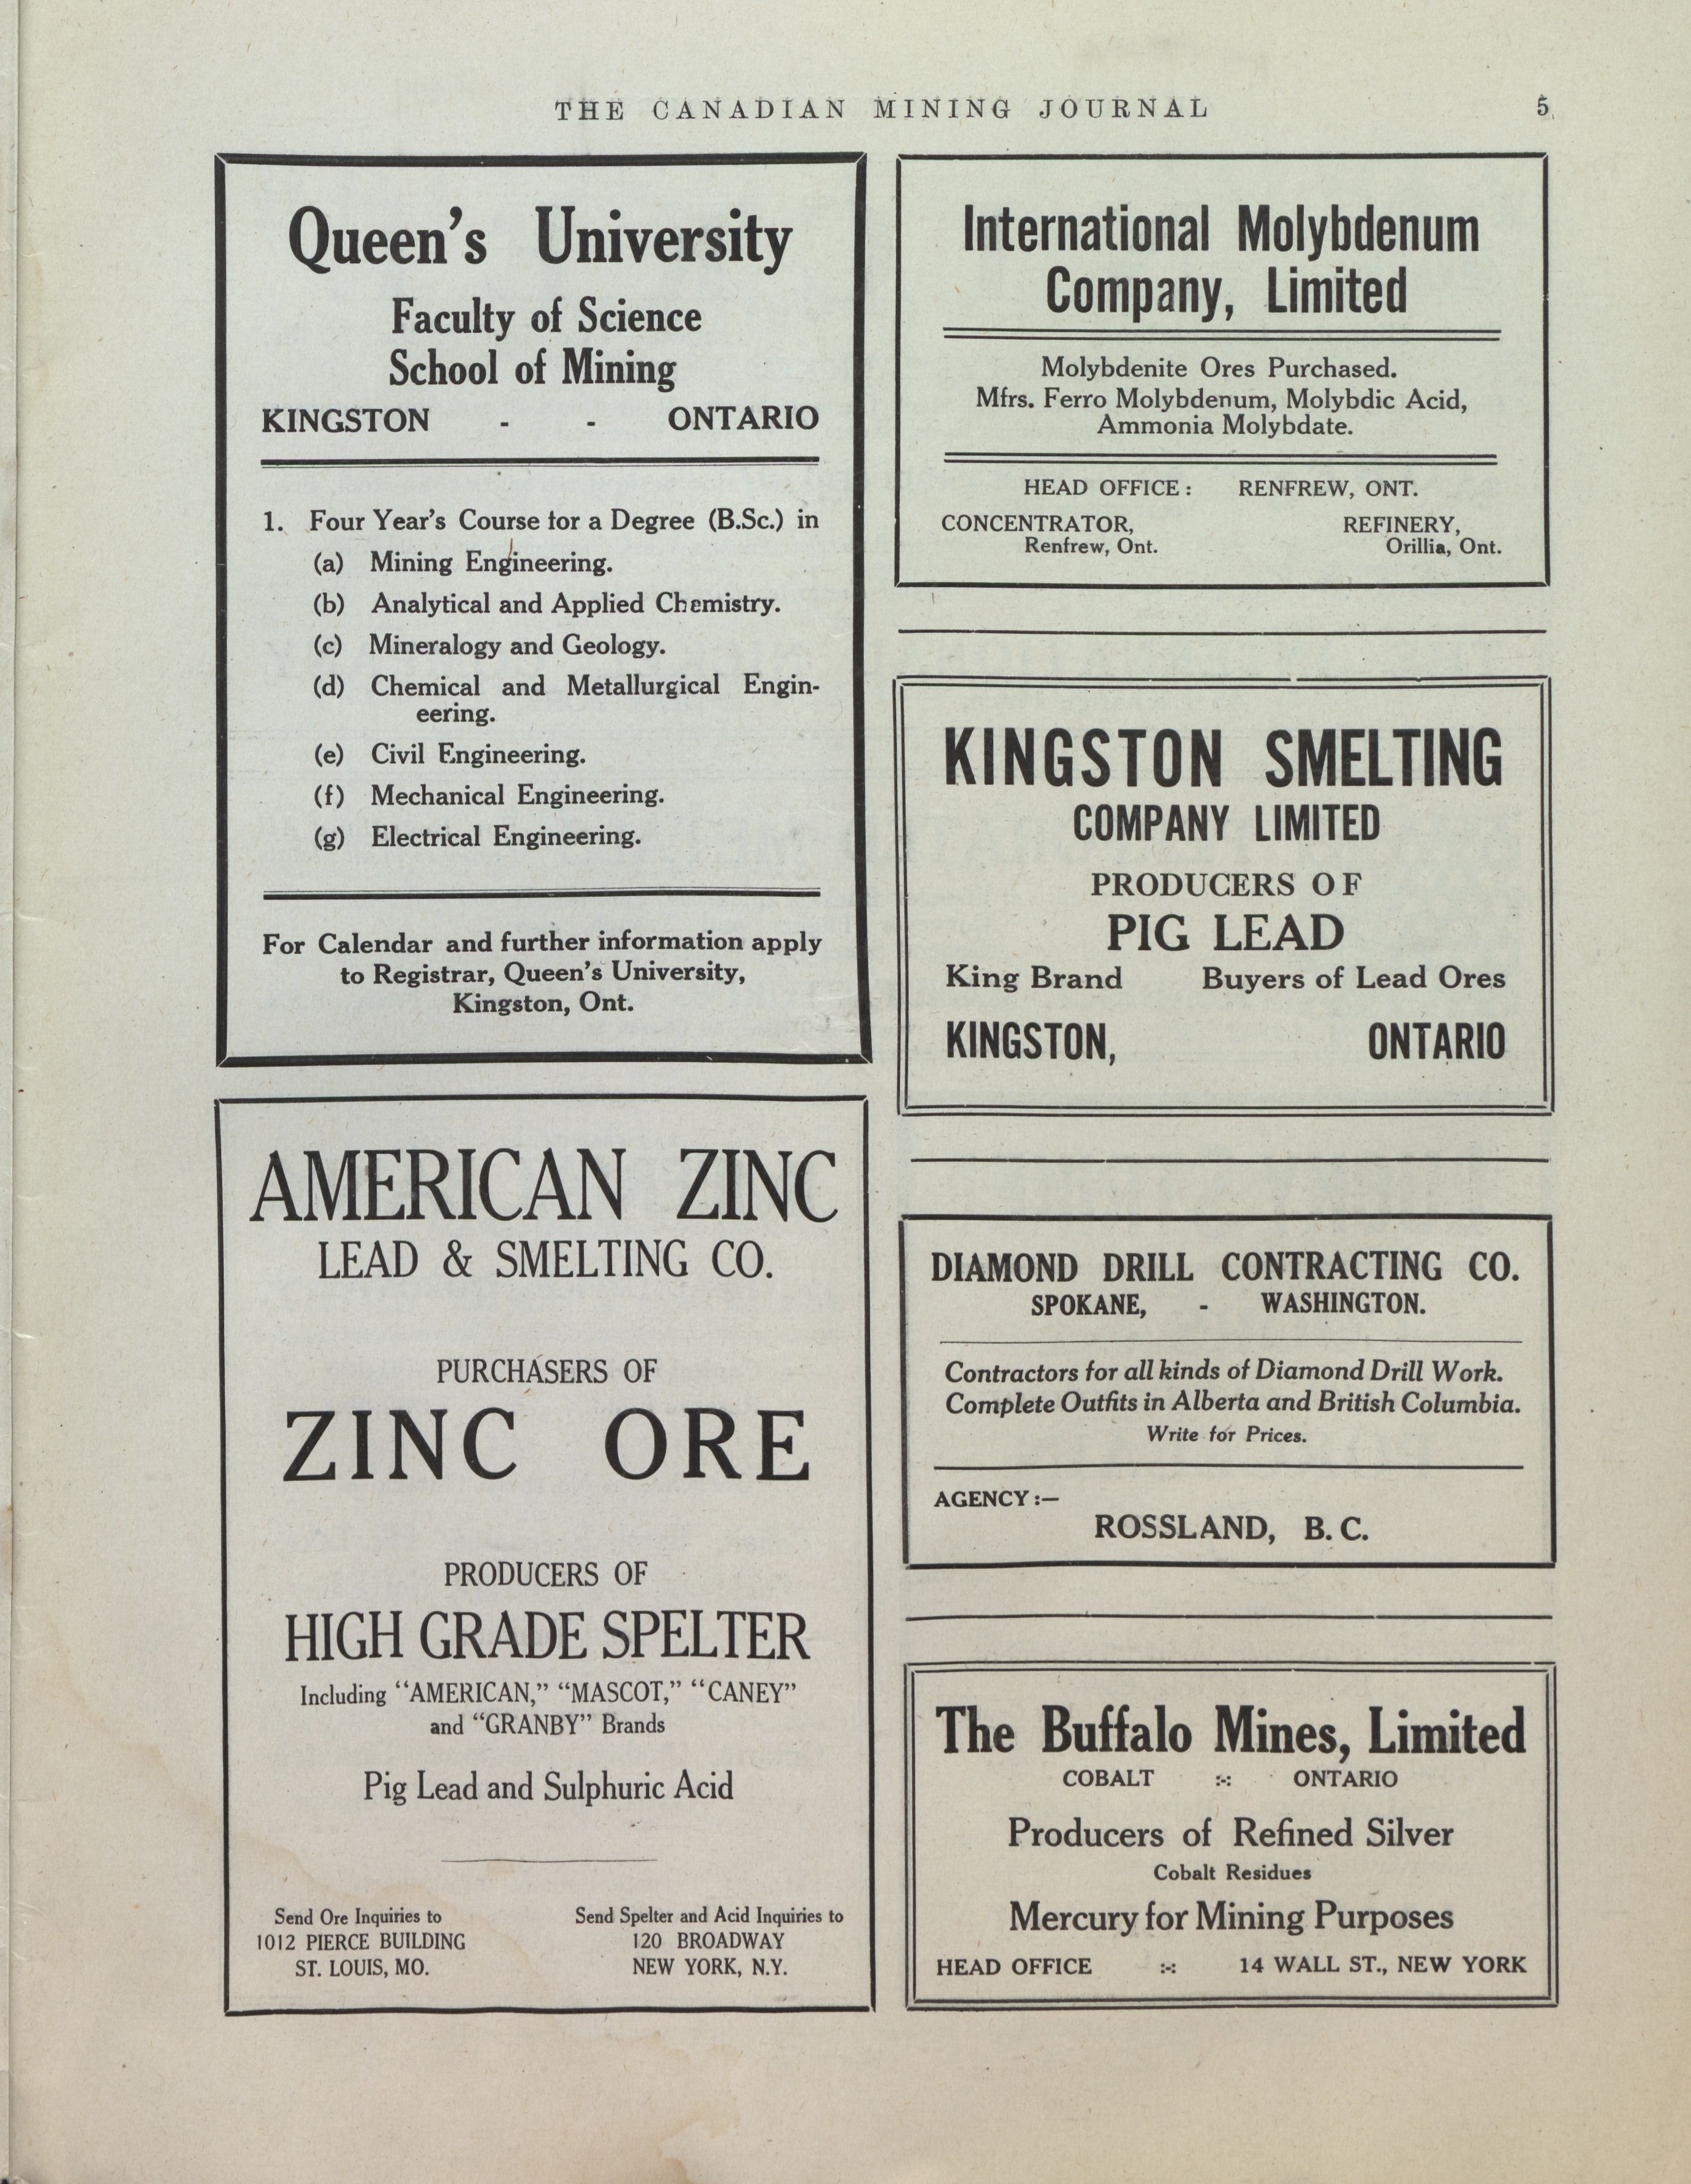 THE CANADIAN MINING JOURNAL 5
Queen's University
Faculty of Science
School of Mining
KINGSTON - - ONTARIO
1. Four Year's Course for a Degree (B.Sc.) in
(a) Mining Engineering.
(b) Analytical and Applied Chemistry.
(c) Mineralogy and Geology.
(d) Chemical and Metallurgical Engin-
eering.
(e) Civil Engineering.
(f) Mechanical Engineering.
(g) Electrical Engineering.
For Calendar and further information apply
to Registrar, Queen's University,
Kingston, Ont.
AMERICAN ZINC
LEAD & SMELTING CO.
PURCHASERS OF
ZINC ORE
PRODUCERS OF
HIGH GRADE SPELTER
Including "AMERICAN," "MASCOT," "CANEY"
and "GRANBY" Brands
Pig Lead and Sulphuric Acid
Send Ore Inquiries to
1012 PIERCE BUILDING
ST. LOUIS, MO.
Send Spelter and Acid Inquiries to
120 BROADWAY
NEW YORK, N.Y.
International Molybdenum
Company, Limited
Molybdenite Ores Purchased.
Mfrs. Ferro Molybdenum, Molybdic Acid,
Ammonia Molybdate.
HEAD OFFICE: RENFREW, ONT.
CONCENTRATOR,
Renfrew, Ont.
REFINERY,
Orillia, Ont.
KINGSTON SMELTING
COMPANY LIMITED
PRODUCERS OF
PIG LEAD
King Brand Buyers of Lead Ores
KINGSTON, ONTARIO
DIAMOND DRILL CONTRACTING CO.
SPOKANE, - WASHINGTON.
Contractors for all kinds of Diamond Drill Work.
Complete Outfits in Alberta and British Columbia.
Write for Prices.
AGENCY:—
ROSSLAND, B. C.
The Buffalo Mines, Limited
COBALT :-: ONTARIO
Producers of Refined Silver
Cobalt Residues
Mercury for Mining Purposes
HEAD OFFICE :-: 14 WALL ST., NEW YORK